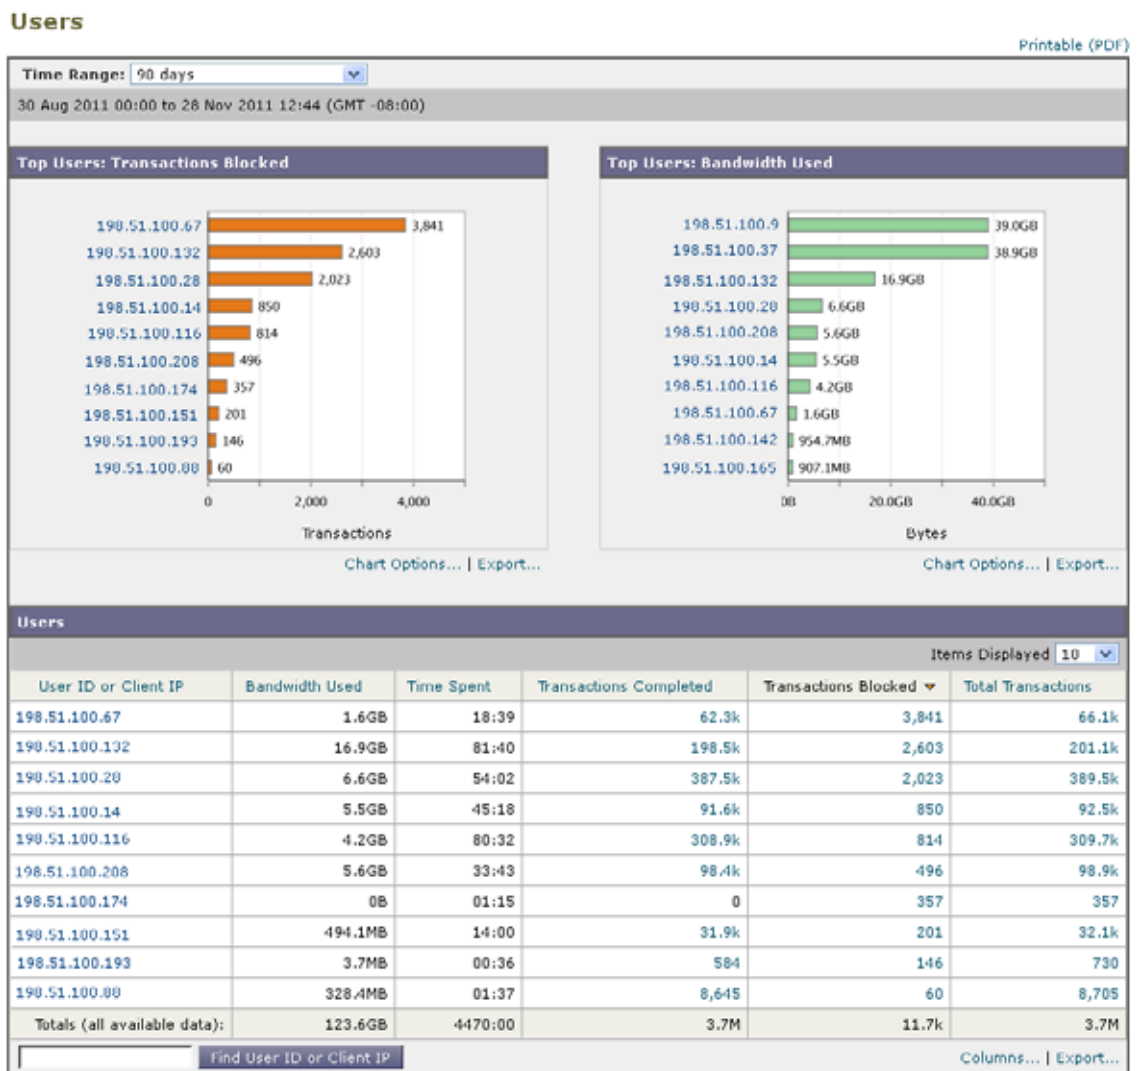 Users
Printable (PDF)
Time Range: 90 days
30 Aug 2011 00:00 to 28 Nov 2011 12:44 (GMT -08:00)
Top Users: Transactions Blocked
198.51.100.67 3,841
198.51.100.132 2,603
198.51.100.28 2,023
198.51.100.14 850
198.51.100.116 814
198.51.100.208 496
198.51.100.174 357
198.51.100.151 201
198.51.100.193 146
198.51.100.88 60
0 2,000 4,000
Transactions
Chart Options... | Export...
Top Users: Bandwidth Used
198.51.100.9 39.0GB
198.51.100.37 38.9GB
198.51.100.132 16.9GB
198.51.100.28 6.6GB
198.51.100.208 5.6GB
198.51.100.14 5.5GB
198.51.100.116 4.2GB
198.51.100.67 1.6GB
198.51.100.142 954.7MB
198.51.100.165 907.1MB
0B 20.0GB 40.0GB
Bytes
Chart Options... | Export...
Users
Items Displayed 10
User ID or Client IP Bandwidth Used Time Spent Transactions Completed Transactions Blocked Total Transactions
198.51.100.67 1.6GB 18:39 62.3k 3,841 66.1k
198.51.100.132 16.9GB 81:40 198.5k 2,603 201.1k
198.51.100.28 6.6GB 54:02 387.5k 2,023 389.5k
198.51.100.14 5.5GB 45:18 91.6k 850 92.5k
198.51.100.116 4.2GB 80:32 308.9k 814 309.7k
198.51.100.208 5.6GB 33:43 98.4k 496 98.9k
198.51.100.174 0B 01:15 0 357 357
198.51.100.151 494.1MB 14:00 31.9k 201 32.1k
198.51.100.193 3.7MB 00:36 584 146 730
198.51.100.88 328.4MB 01:37 8,645 60 8,705
Totals (all available data): 123.6GB 4470:00 3.7M 11.7k 3.7M
Find User ID or Client IP
Columns... | Export...